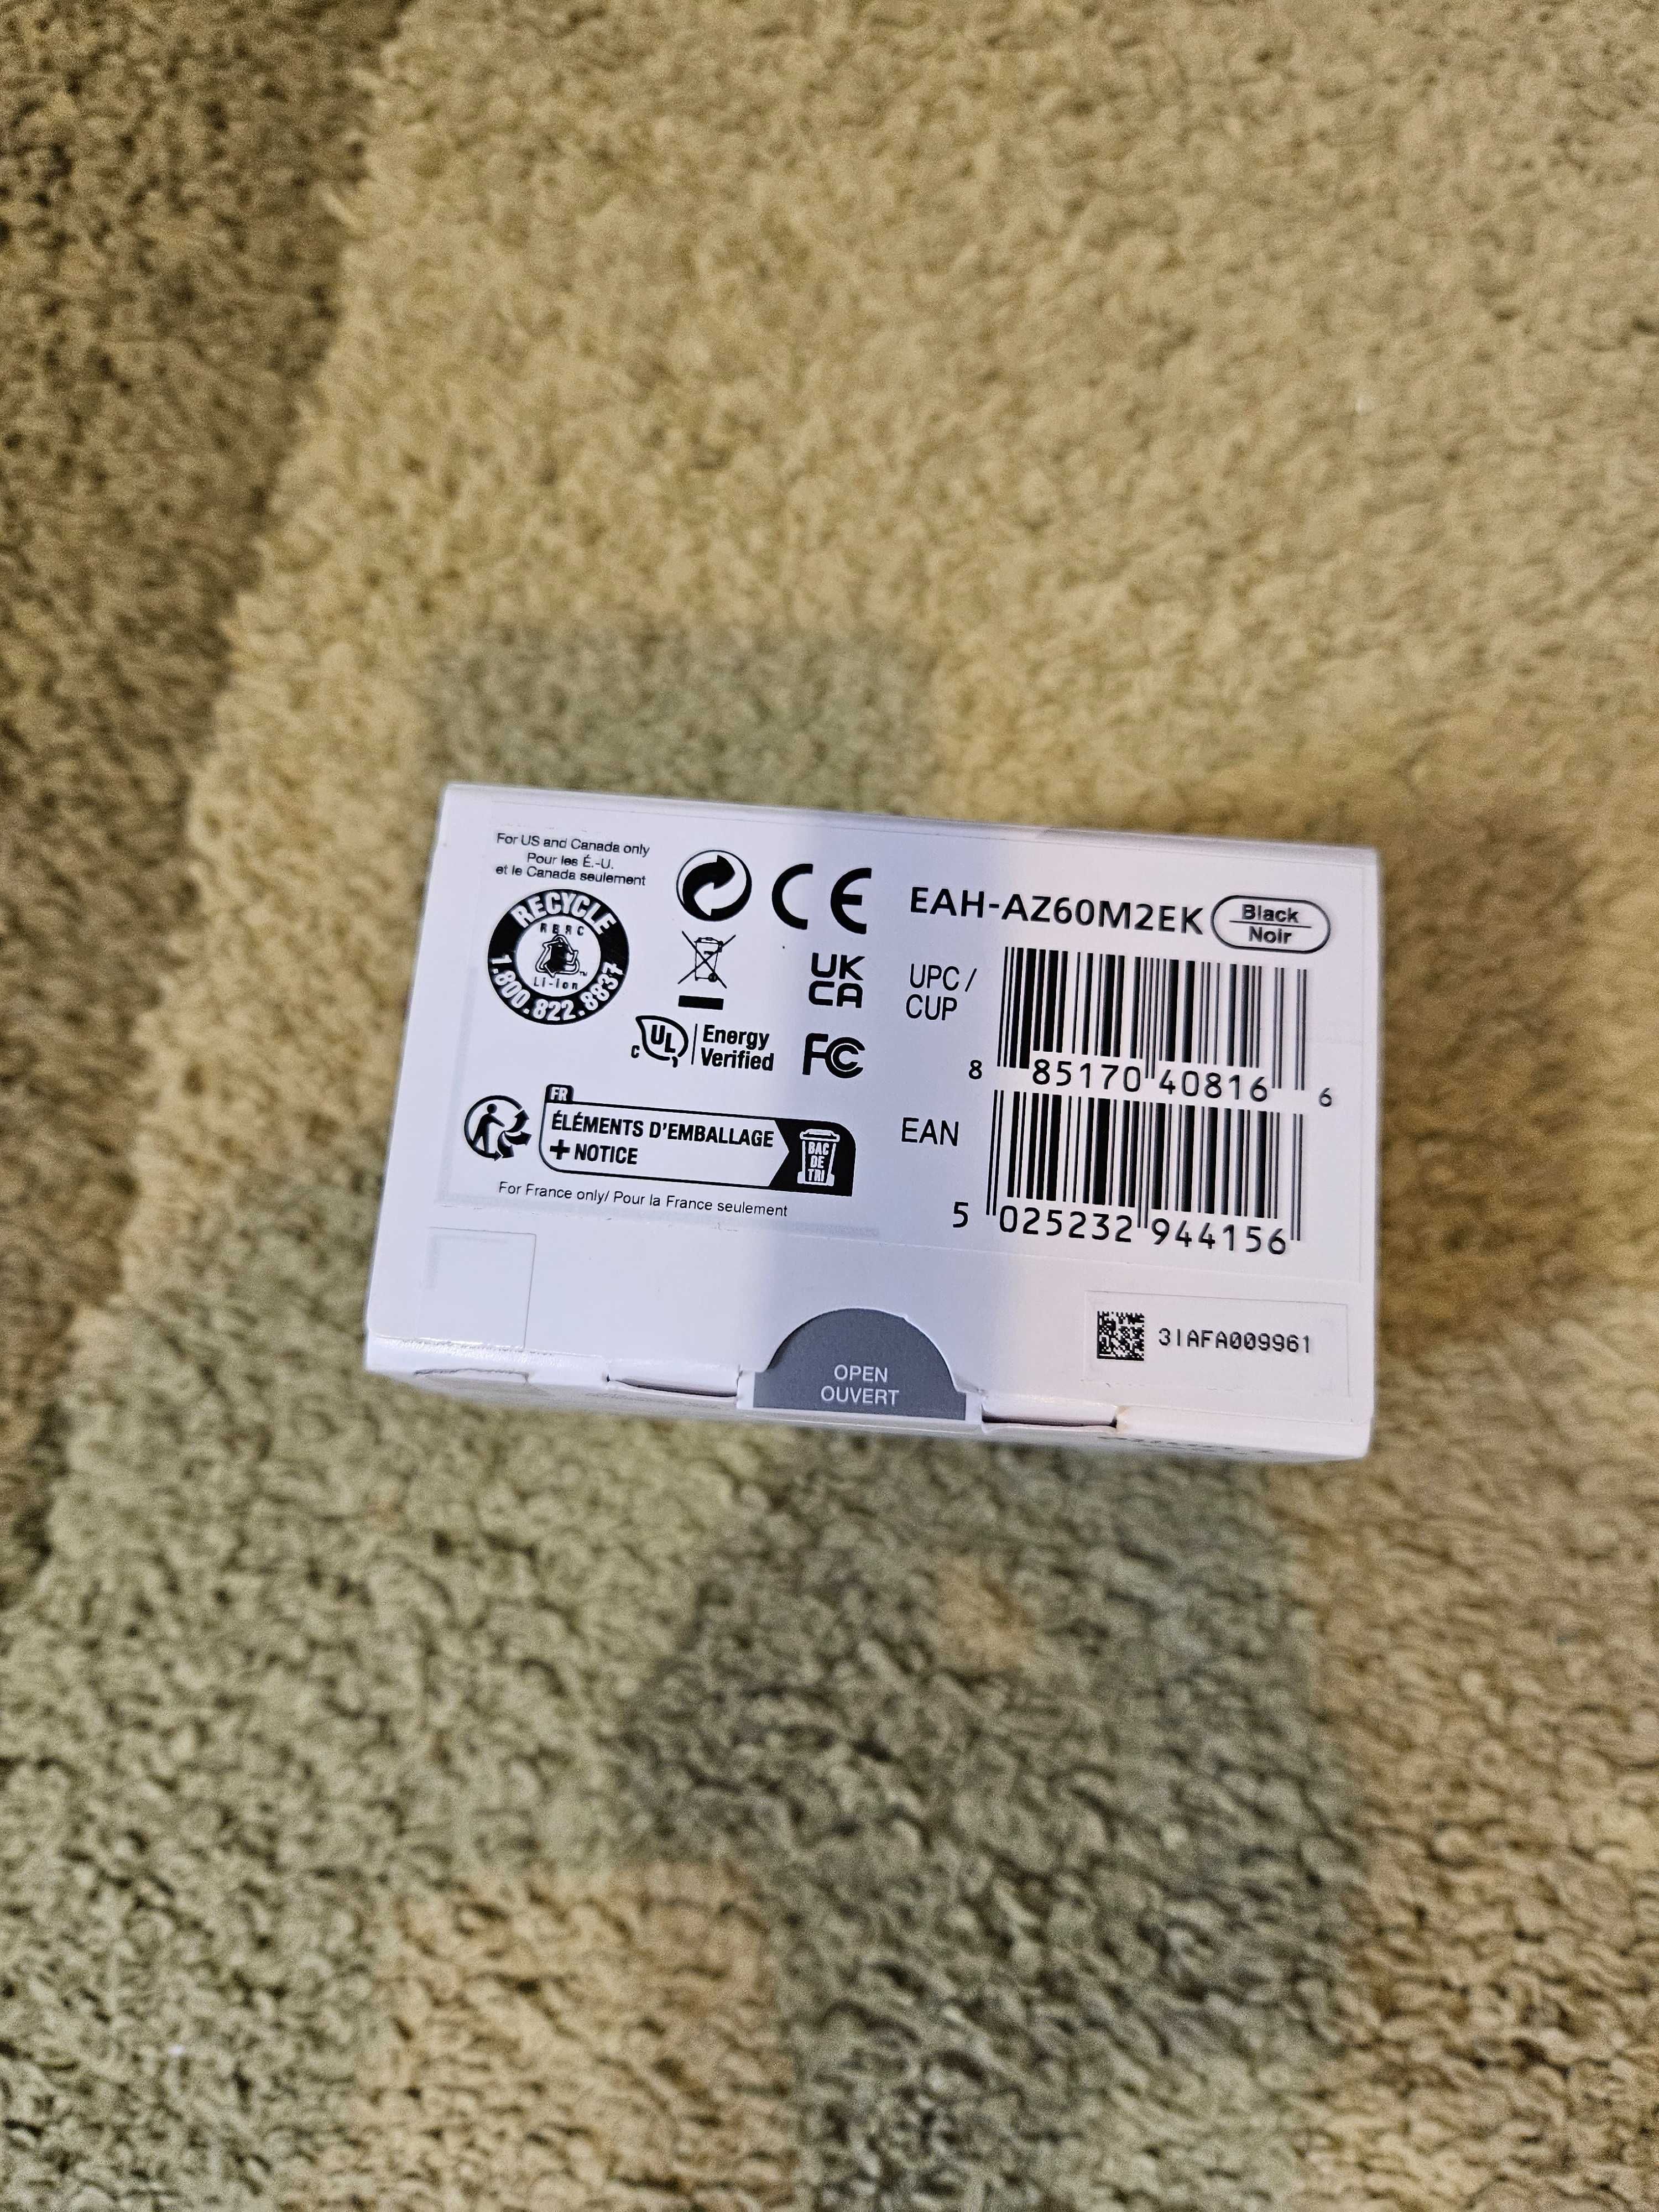 For US and Canada only
Pour les É.-U.
et le Canada seulement
RECYCLE
RBRC
Li-Ion
TM
1.800.822.8837
CE
UK
CA
C UL Energy
Verified
FC
FR
ÉLÉMENTS D'EMBALLAGE
+ NOTICE
BAC
DE
TRI
For France only/ Pour la France seulement
EAH-AZ60M2EK
Black
Noir
UPC /
CUP
8 85170 40816 6
EAN
5 025232 944156
3IAFA009961
OPEN
OUVERT